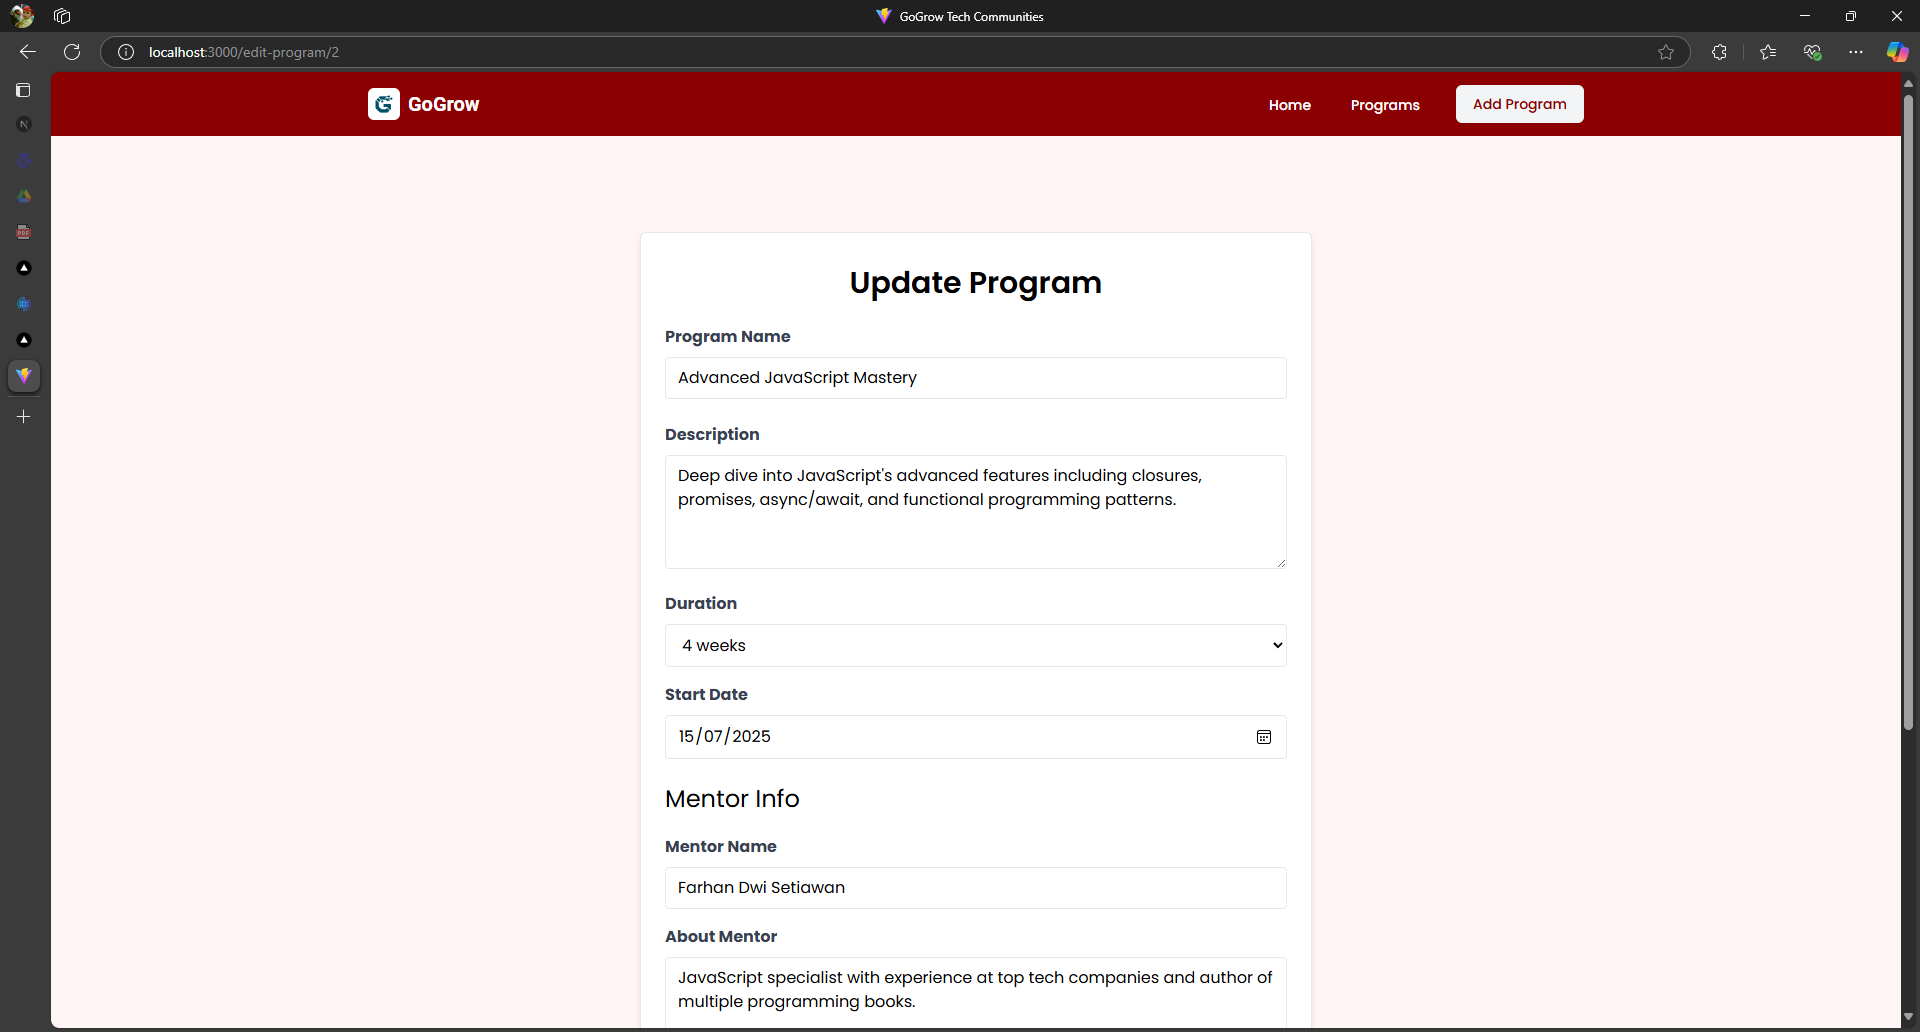 GoGrow Tech Communities
localhost:3000/edit-program/2
GoGrow
Home
Programs
Add Program
Update Program
Program Name
Advanced JavaScript Mastery
Description
Deep dive into JavaScript's advanced features including closures,
promises, async/await, and functional programming patterns.
Duration
4 weeks
Start Date
15/07/2025
Mentor Info
Mentor Name
Farhan Dwi Setiawan
About Mentor
JavaScript specialist with experience at top tech companies and author of
multiple programming books.